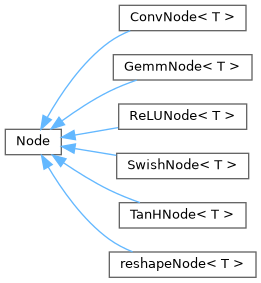 ConvNode< T >
GemmNode< T >
ReLUNode< T >
Node
SwishNode< T >
TanHNode< T >
reshapeNode< T >